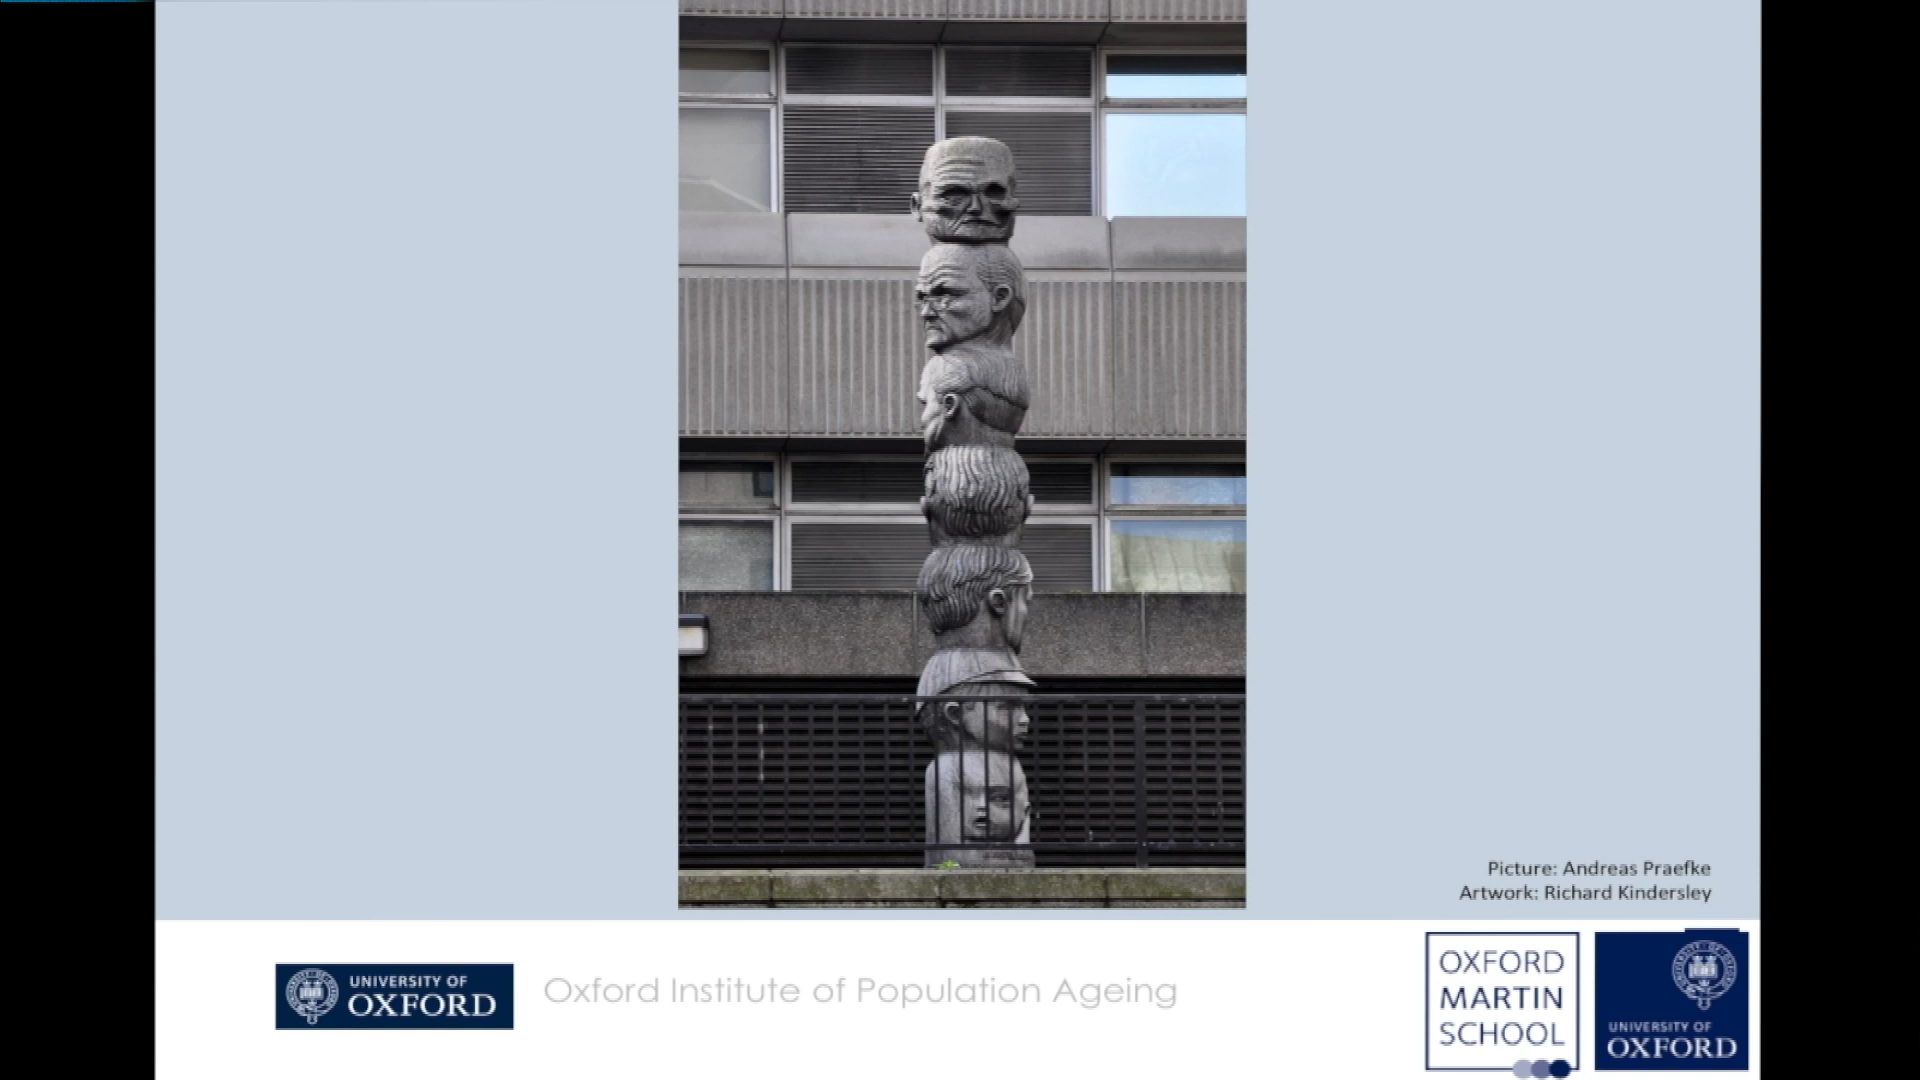 Picture: Andreas Praefke
Artwork: Richard Kindersley
UNIVERSITY OF
OXFORD
Oxford Institute of Population Ageing
OXFORD
MARTIN
SCHOOL
UNIVERSITY OF
OXFORD